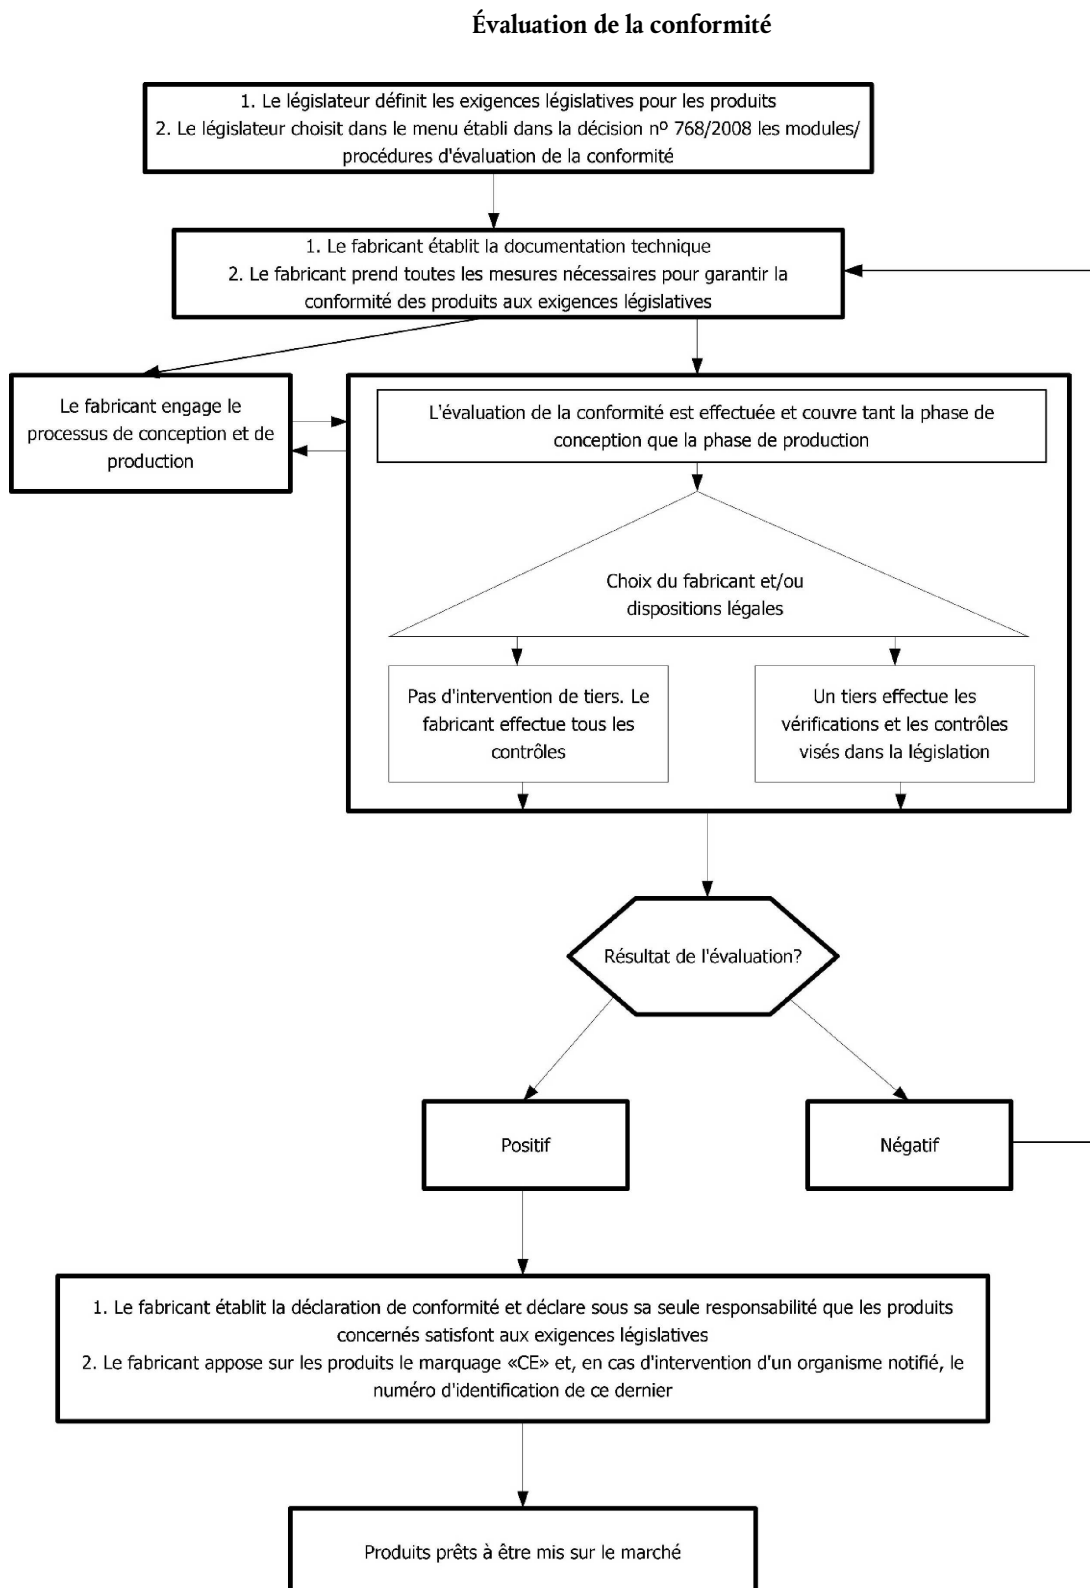 Évaluation de la conformité
1. Le législateur définit les exigences législatives pour les produits
2. Le législateur choisit dans le menu établi dans la décision nº 768/2008 les modules/
procédures d'évaluation de la conformité
1. Le fabricant établit la documentation technique
2. Le fabricant prend toutes les mesures nécessaires pour garantir la
conformité des produits aux exigences législatives
Le fabricant engage le
processus de conception et de
production
L'évaluation de la conformité est effectuée et couvre tant la phase de
conception que la phase de production
Choix du fabricant et/ou
dispositions légales
Pas d'intervention de tiers. Le
fabricant effectue tous les
contrôles
Un tiers effectue les
vérifications et les contrôles
visés dans la législation
Résultat de l'évaluation?
Positif
Négatif
1. Le fabricant établit la déclaration de conformité et déclare sous sa seule responsabilité que les produits
concernés satisfont aux exigences législatives
2. Le fabricant appose sur les produits le marquage «CE» et, en cas d'intervention d'un organisme notifié, le
numéro d'identification de ce dernier
Produits prêts à être mis sur le marché